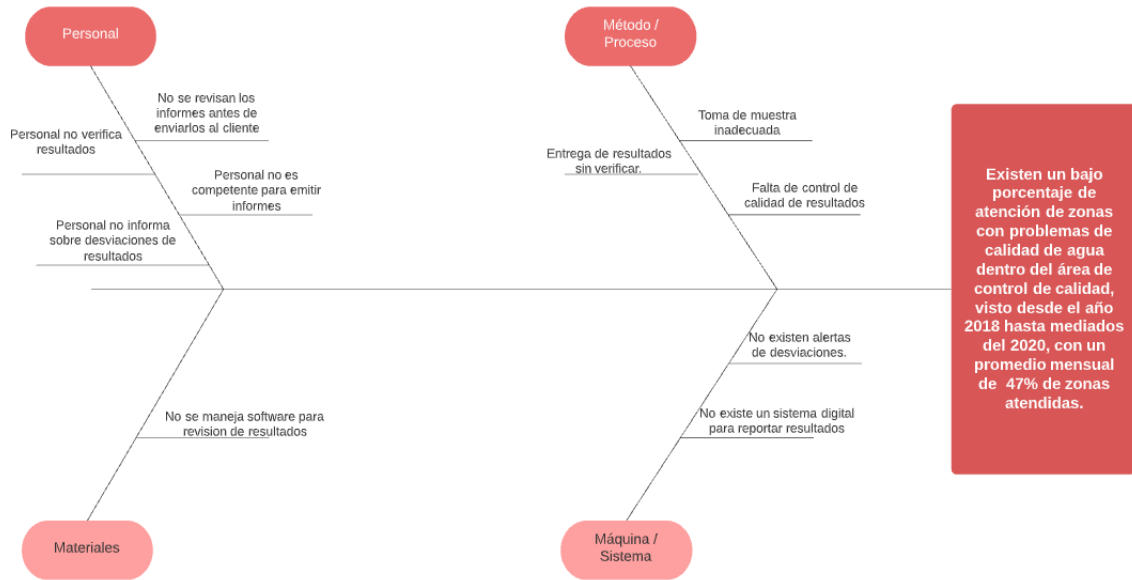 Personal
No se revisan los
informes antes de
enviarlos al cliente
Personal no verifica
resultados
Personal no es
competente para emitir
informes
Personal no informa
sobre desviaciones de
resultados
Método /
Proceso
Toma de muestra
inadecuada
Entrega de resultados
sin verificar.
Falta de control de
calidad de resultados
Existen un bajo
porcentaje de
atención de zonas
con problemas de
calidad de agua
dentro del área de
control de calidad,
visto desde el año
2018 hasta mediados
del 2020, con un
promedio mensual
de 47% de zonas
atendidas.
No se maneja software para
revision de resultados
Materiales
No existen alertas
de desviaciones.
No existe un sistema digital
para reportar resultados
Máquina /
Sistema